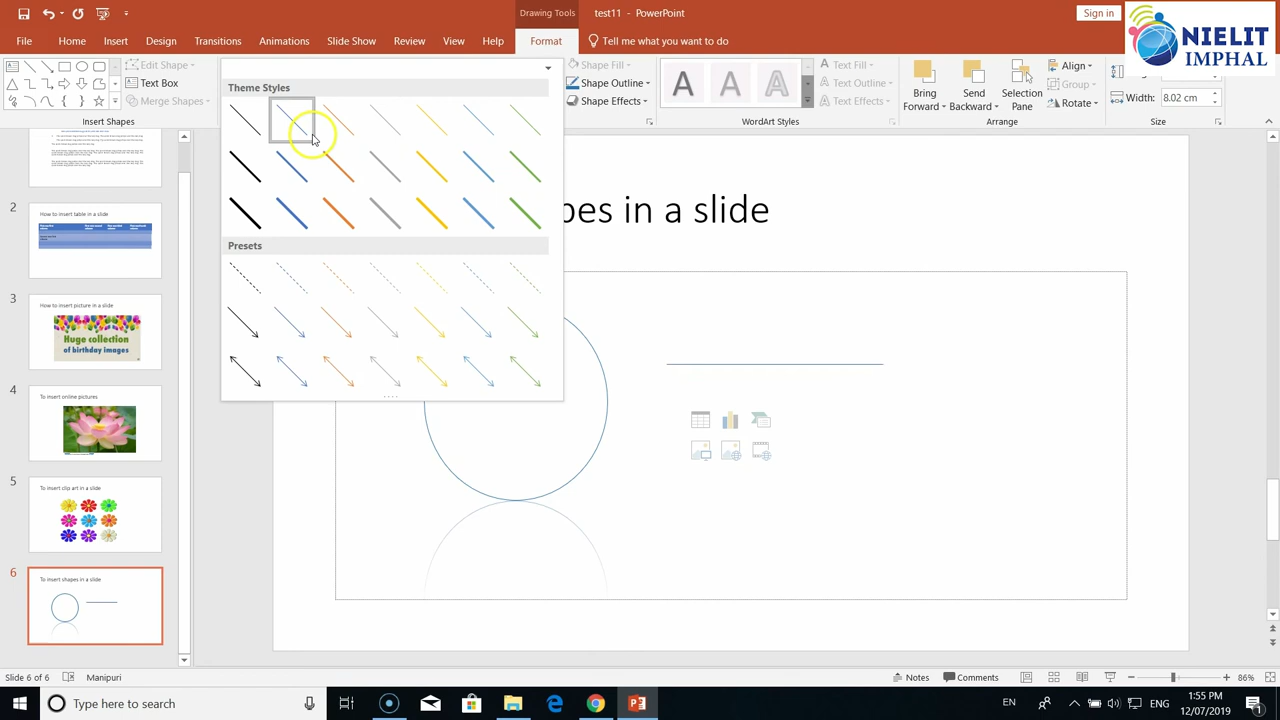 Drawing Tools
test11 - PowerPoint
Sign in
File Home Insert Design Transitions Animations Slide Show Review View Help Format Tell me what you want to do
NIELIT
IMPHAL
Edit Shape
Text Box
Merge Shapes
Insert Shapes
Theme Styles
Presets
Shape Fill
Shape Outline
Shape Effects
A A A
WordArt Styles
Text Fill
Text Outline
Text Effects
Bring
Forward
Send
Backward
Selection
Pane
Align
Group
Rotate
Arrange
Width: 8.02 cm
Size
2
How to insert table in a slide
3
How to insert picture in a slide
Huge collection
of birthday images
4
To insert online pictures
5
To insert clip art in a slide
6
To insert shapes in a slide
pes in a slide
Slide 6 of 6
Manipuri
Notes
Comments
86%
Type here to search
EN
ENG
1:55 PM
12/07/2019
1